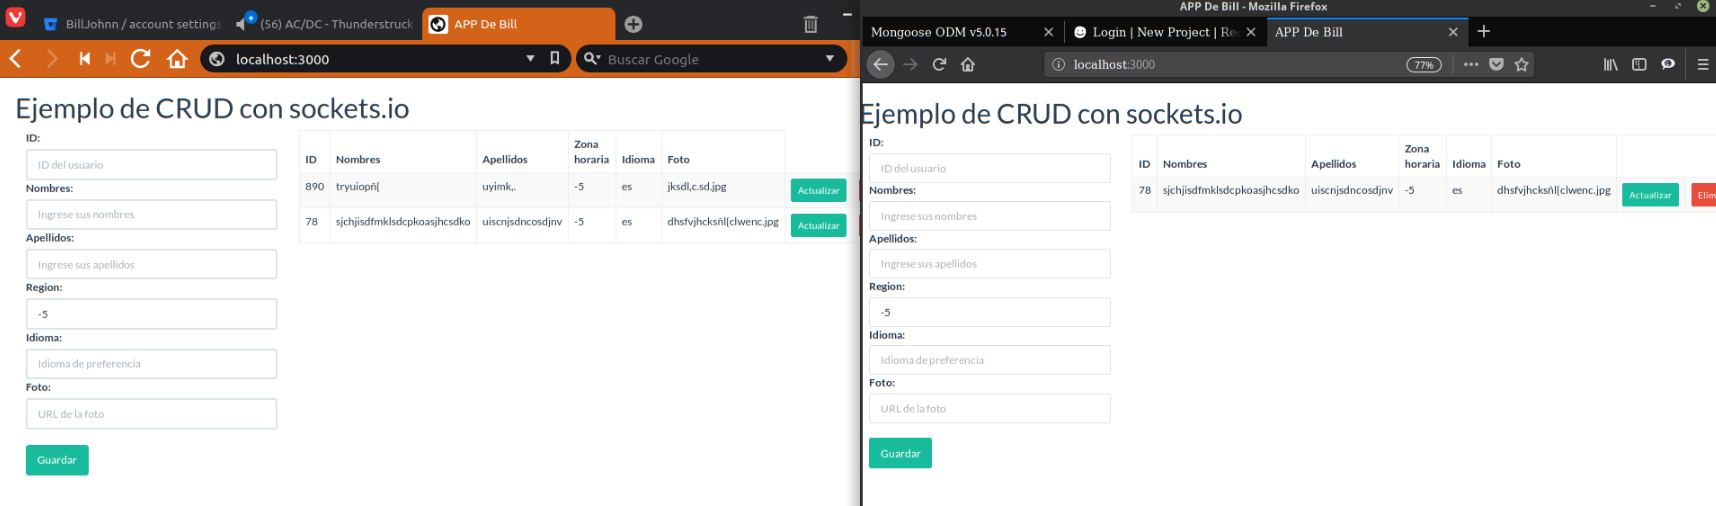 BillJohnn / account settings
(56) AC/DC - Thunderstruck
APP De Bill
localhost:3000
Buscar Google
Ejemplo de CRUD con sockets.io
ID:
ID del usuario
Nombres:
Ingrese sus nombres
Apellidos:
Ingrese sus apellidos
Region:
-5
Idioma:
Idioma de preferencia
Foto:
URL de la foto
Guardar
ID Nombres Apellidos Zona horaria Idioma Foto
890 tryuiopñ{ uyimk,. -5 es jksdl,c.sd.jpg Actualizar
78 sjchjisdfmklsdcpkoasjhcsdko uiscnjsdncosdjnv -5 es dhsfvjhcksñl{clwenc.jpg Actualizar
APP De Bill - Mozilla Firefox
Mongoose ODM v5.0.15
Login | New Project | Rec
APP De Bill
localhost:3000
77%
Ejemplo de CRUD con sockets.io
ID:
ID del usuario
Nombres:
Ingrese sus nombres
Apellidos:
Ingrese sus apellidos
Region:
-5
Idioma:
Idioma de preferencia
Foto:
URL de la foto
Guardar
ID Nombres Apellidos Zona horaria Idioma Foto
78 sjchjisdfmklsdcpkoasjhcsdko uiscnjsdncosdjnv -5 es dhsfvjhcksñl{clwenc.jpg Actualizar Elim